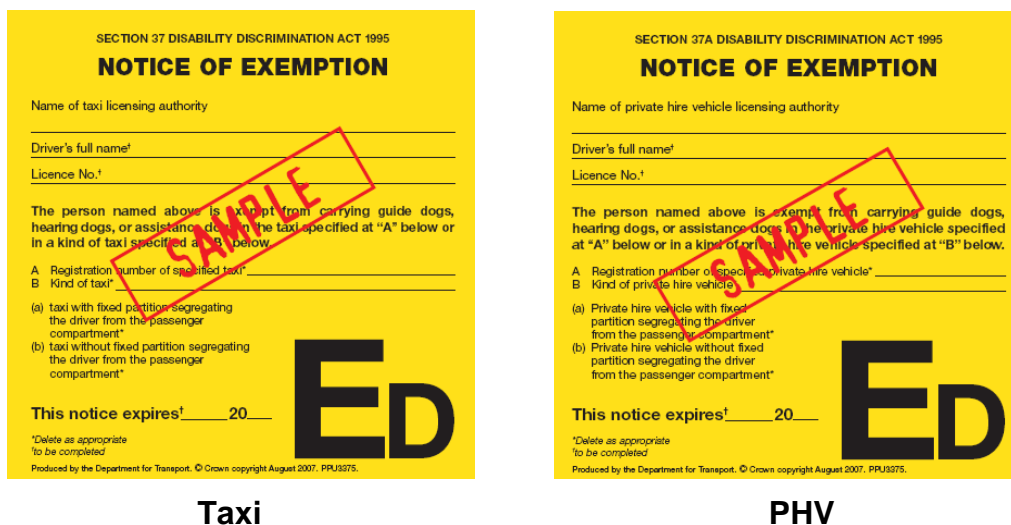 SECTION 37 DISABILITY DISCRIMINATION ACT 1995
NOTICE OF EXEMPTION
Name of taxi licensing authority
Driver's full name†
Licence No.†
The person named above is exempt from carrying guide dogs,
hearing dogs, or assistance dogs in the taxi specified at "A" below or
in a kind of taxi specified at "B" below.
A Registration number of specified taxi*
B Kind of taxi*
(a) taxi with fixed partition segregating
the driver from the passenger
compartment*
(b) taxi without fixed partition segregating
the driver from the passenger
compartment*
This notice expires† 20
*Delete as appropriate
†to be completed
Produced by the Department for Transport. © Crown copyright August 2007. PPU3375.
ED
SAMPLE
Taxi
SECTION 37A DISABILITY DISCRIMINATION ACT 1995
NOTICE OF EXEMPTION
Name of private hire vehicle licensing authority
Driver's full name†
Licence No.†
The person named above is exempt from carrying guide dogs,
hearing dogs, or assistance dogs in the private hire vehicle specified
at "A" below or in a kind of private hire vehicle specified at "B" below.
A Registration number of specified private hire vehicle*
B Kind of private hire vehicle
(a) Private hire vehicle with fixed
partition segregating the driver
from the passenger compartment*
(b) Private hire vehicle without fixed
partition segregating the driver
from the passenger compartment*
This notice expires† 20
*Delete as appropriate
†to be completed
Produced by the Department for Transport. © Crown copyright August 2007. PPU3375.
ED
SAMPLE
PHV